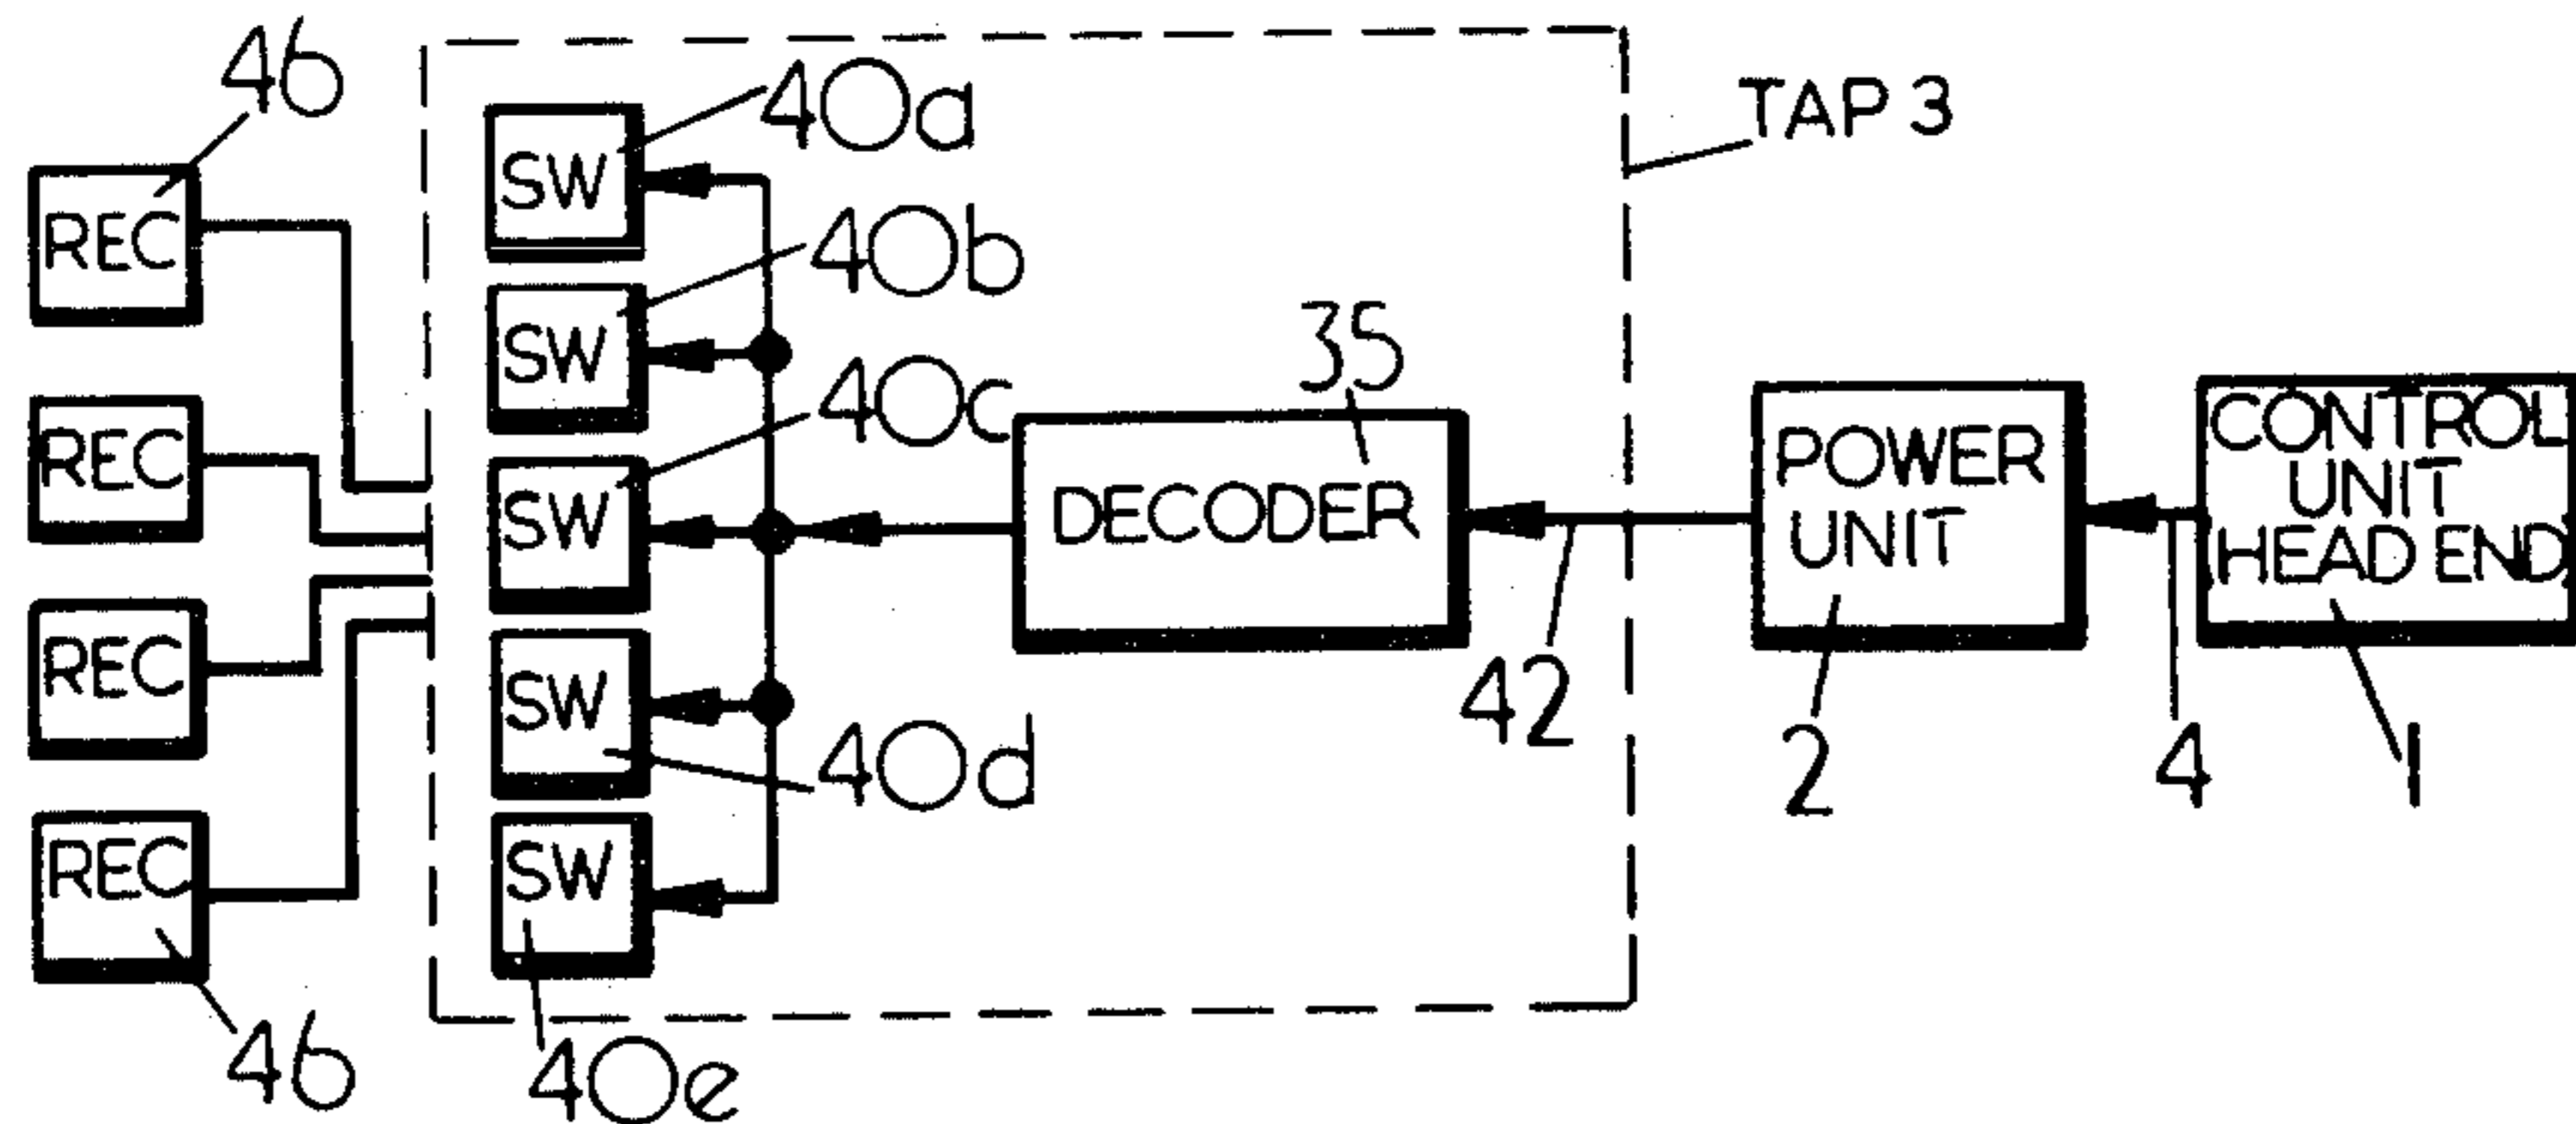 46
REC
REC
REC
REC
46
SW
40a
SW
40b
SW
40c
SW
40d
SW
40e
35
DECODER
42
TAP 3
POWER
UNIT
2
4
CONTROL
UNIT
HEAD END
1